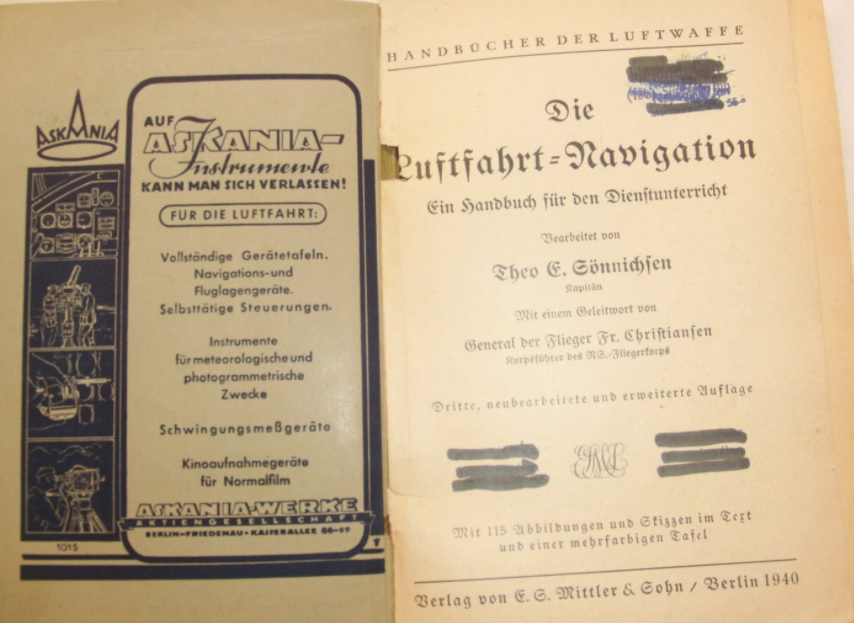 ASKANIA
AUF
ASKANIA-
Instrumente
KANN MAN SICH VERLASSEN!
FÜR DIE LUFTFAHRT:
Vollständige Gerätetafeln.
Navigations-und
Fluglagengeräte.
Selbsttätige Steuerungen.
Instrumente
für meteorologische und
photogrammetrische
Zwecke
Schwingungsmeßgeräte
Kinoaufnahmegeräte
für Normalfilm
ASKANIA-WERKE
AKTIENGESELLSCHAFT
BERLIN-FRIEDENAU • KAISERALLEE 86-89
1015
T
HANDBÜCHER DER LUFTWAFFE
Die
Luftfahrt-Navigation
Ein Handbuch für den Dienstunterricht
Bearbeitet von
Theo E. Sönnichsen
Kapitän
Mit einem Geleitwort von
General der Flieger Fr. Christiansen
Korpsführer des NS.-Fliegerkorps
Dritte, neubearbeitete und erweiterte Auflage
Mit 115 Abbildungen und Skizzen im Text
und einer mehrfarbigen Tafel
Verlag von E. S. Mittler & Sohn / Berlin 1940